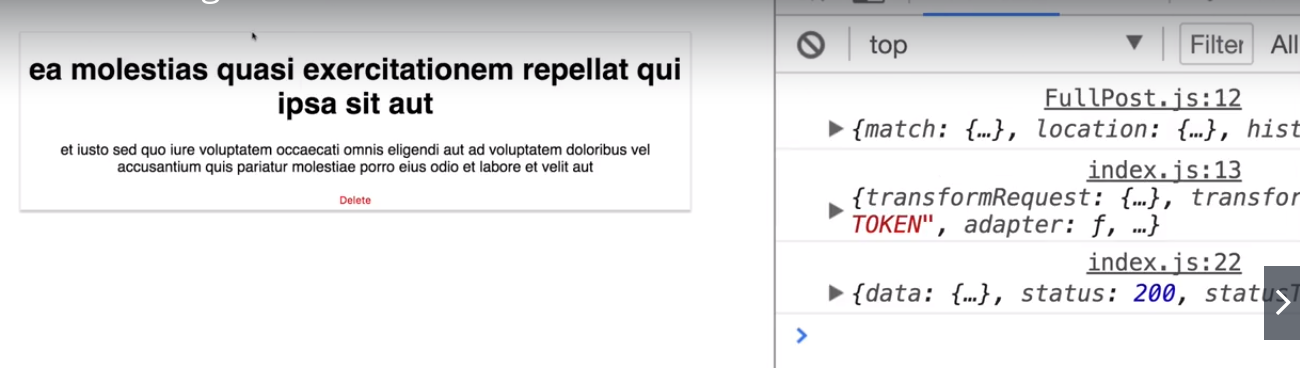 ea molestias quasi exercitationem repellat qui
ipsa sit aut
et iusto sed quo iure voluptatem occaecati omnis eligendi aut ad voluptatem doloribus vel
accusantium quis pariatur molestiae porro eius odio et labore et velit aut
Delete
top
Filter
All
FullPost.js:12
{match: {…}, location: {…}, hist
index.js:13
{transformRequest: {…}, transfor
TOKEN", adapter: f, …}
index.js:22
{data: {…}, status: 200, statusT